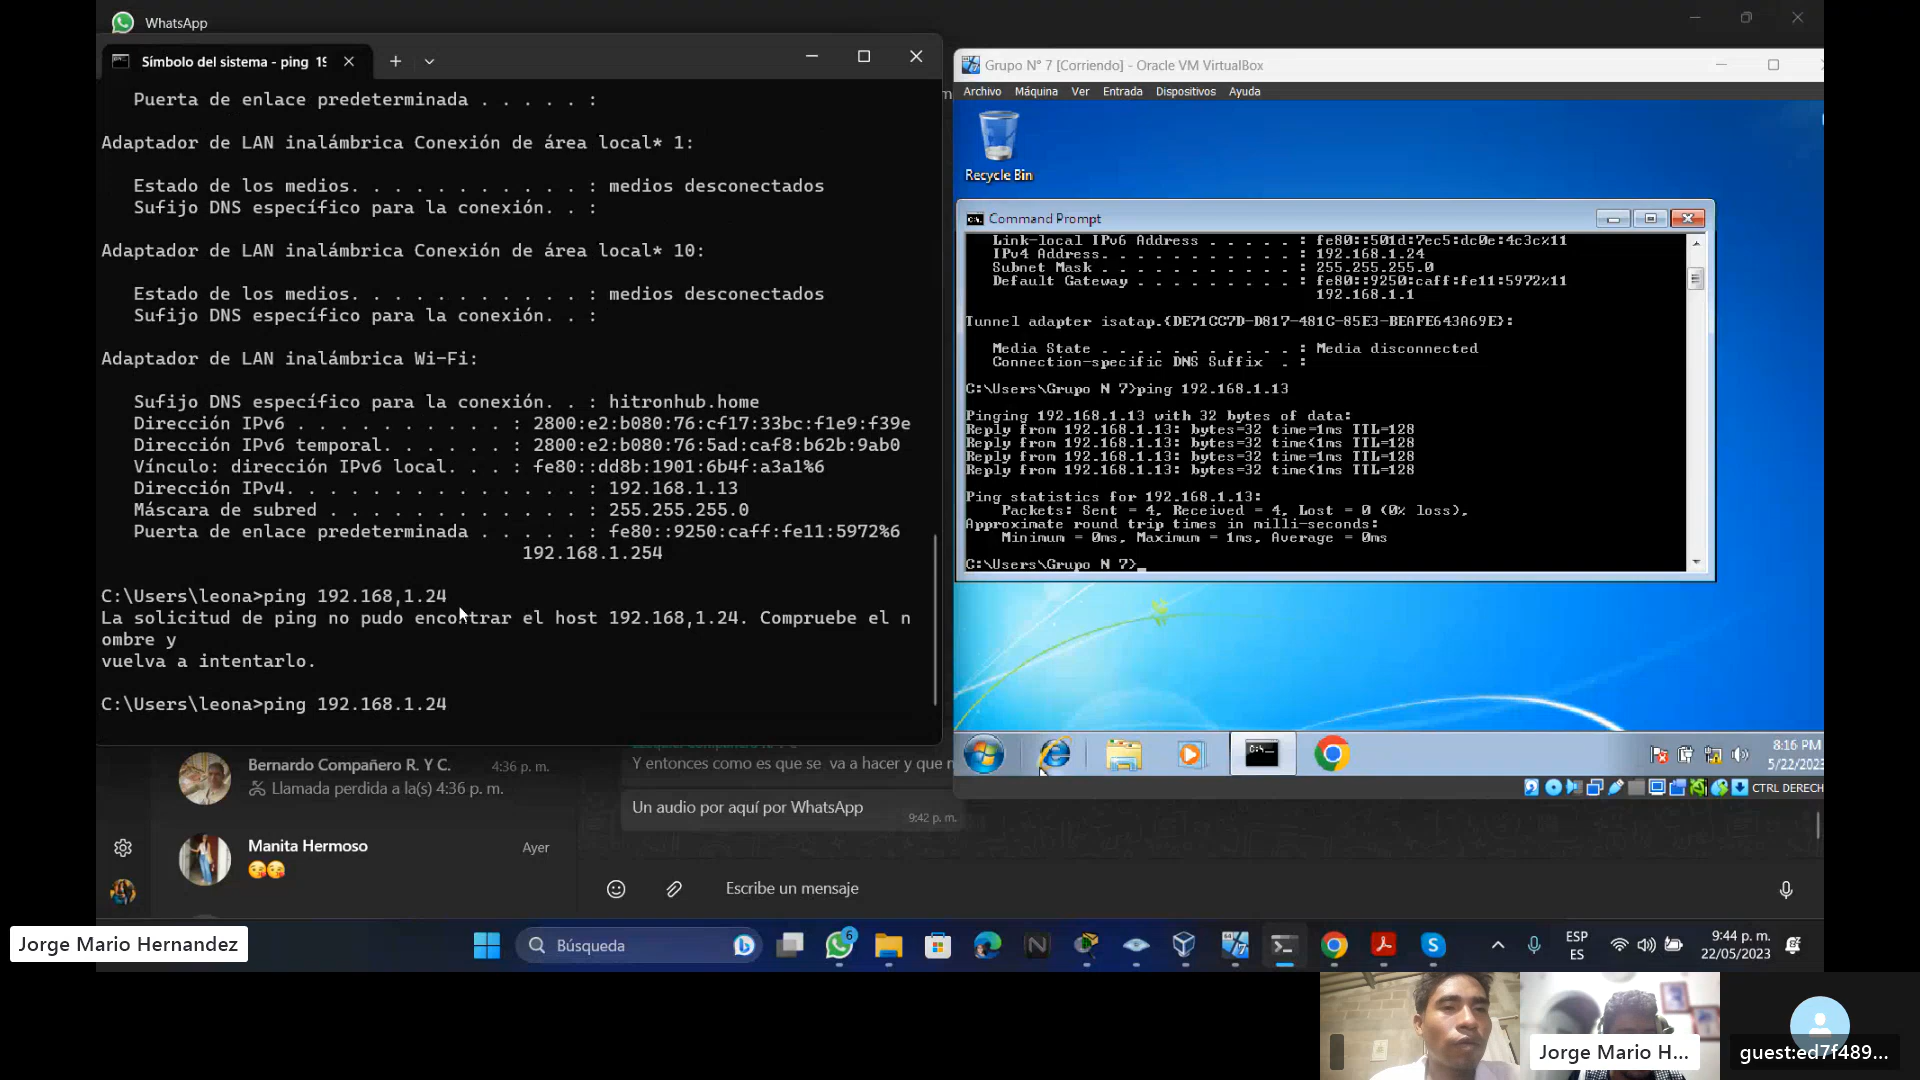 WhatsApp
Símbolo del sistema - ping 19
Puerta de enlace predeterminada . . . . . :
Adaptador de LAN inalámbrica Conexión de área local* 1:
Estado de los medios. . . . . . . . . . . : medios desconectados
Sufijo DNS específico para la conexión. . :
Adaptador de LAN inalámbrica Conexión de área local* 10:
Estado de los medios. . . . . . . . . . . : medios desconectados
Sufijo DNS específico para la conexión. . :
Adaptador de LAN inalámbrica Wi-Fi:
Sufijo DNS específico para la conexión. . : hitronhub.home
Dirección IPv6 . . . . . . . . . . : 2800:e2:b080:76:cf17:33bc:f1e9:f39e
Dirección IPv6 temporal. . . . . . : 2800:e2:b080:76:5ad:caf8:b62b:9ab0
Vínculo: dirección IPv6 local. . . : fe80::dd8b:1901:6b4f:a3a1%6
Dirección IPv4. . . . . . . . . . . . . . : 192.168.1.13
Máscara de subred . . . . . . . . . . . . : 255.255.255.0
Puerta de enlace predeterminada . . . . . : fe80::9250:caff:fe11:5972%6
192.168.1.254
C:\Users\leona>ping 192.168,1.24
La solicitud de ping no pudo encontrar el host 192.168,1.24. Compruebe el n
ombre y
vuelva a intentarlo.
C:\Users\leona>ping 192.168.1.24
Grupo N° 7 [Corriendo] - Oracle VM VirtualBox
Archivo Máquina Ver Entrada Dispositivos Ayuda
Recycle Bin
Command Prompt
Link-local IPv6 Address . . . . . : fe80::501d:7ec5:dc0e:4c3c%11
IPv4 Address. . . . . . . . . . . : 192.168.1.24
Subnet Mask . . . . . . . . . . . : 255.255.255.0
Default Gateway . . . . . . . . . : fe80::9250:caff:fe11:5972%11
192.168.1.1
Tunnel adapter isatap.{DE71CC7D-D817-481C-85E3-BEAFE643A69E}:
Media State . . . . . . . . . . . : Media disconnected
Connection-specific DNS Suffix  . :
C:\Users\Grupo N 7>ping 192.168.1.13
Pinging 192.168.1.13 with 32 bytes of data:
Reply from 192.168.1.13: bytes=32 time=1ms TTL=128
Reply from 192.168.1.13: bytes=32 time<1ms TTL=128
Reply from 192.168.1.13: bytes=32 time=1ms TTL=128
Reply from 192.168.1.13: bytes=32 time<1ms TTL=128
Ping statistics for 192.168.1.13:
Packets: Sent = 4, Received = 4, Lost = 0 (0% loss),
Approximate round trip times in milli-seconds:
Minimum = 0ms, Maximum = 1ms, Average = 0ms
C:\Users\Grupo N 7>_
8:16 PM
5/22/2023
CTRL DERECH
Bernardo Compañero R. Y C. 4:36 p. m.
Llamada perdida a la(s) 4:36 p. m.
Manita Hermoso Ayer
Y entonces como es que se va a hacer y que n
Un audio por aquí por WhatsApp
9:42 p. m.
Escribe un mensaje
Jorge Mario Hernandez
Búsqueda
6
ESP
ES
9:44 p. m.
22/05/2023
Jorge Mario H...
guest:ed7f489...